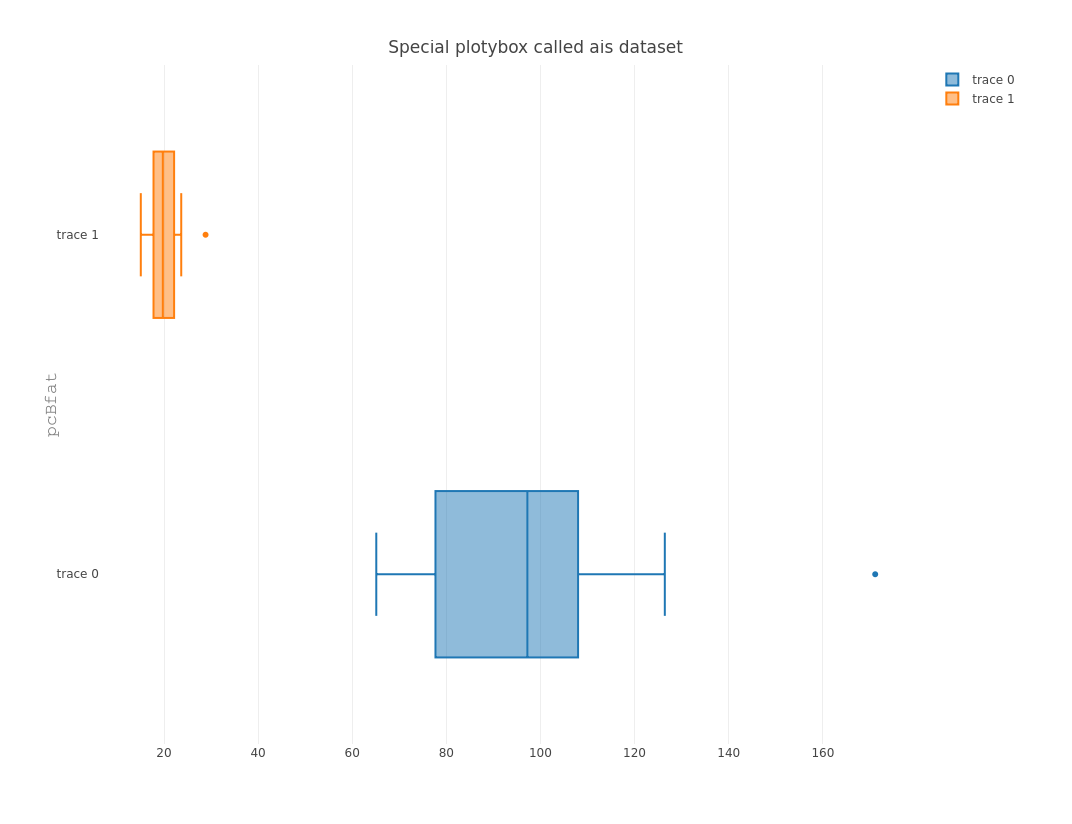 Special plotybox called ais dataset
trace 0
trace 1
trace 1
pcBfat
trace 0
20 40 60 80 100 120 140 160